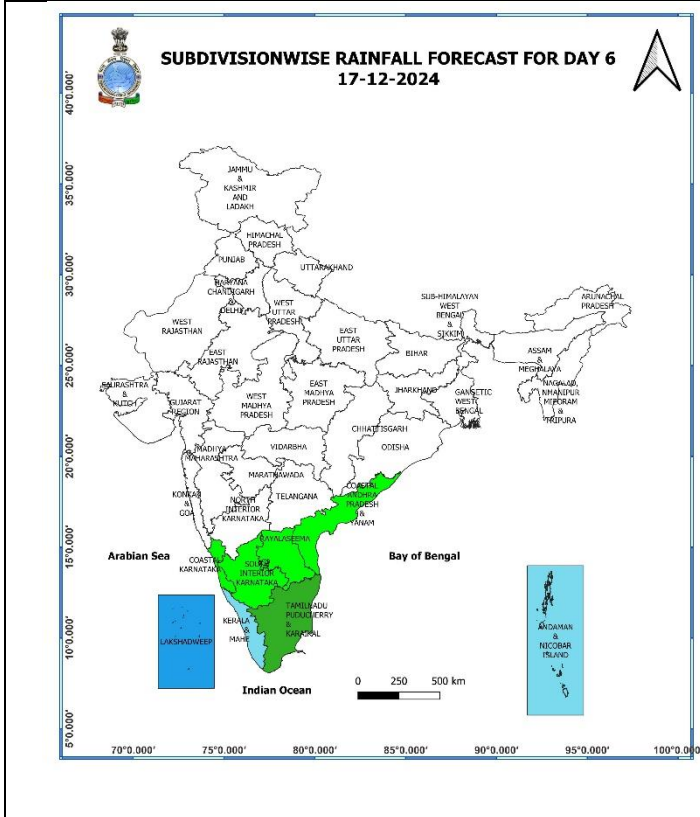 SUBDIVISIONWISE RAINFALL FORECAST FOR DAY 6
17-12-2024
40°0.000'
35°0.000'
30°0.000'
25°0.000'
20°0.000'
15°0.000'
10°0.000'
5°0.000'
JAMMU
&
KASHMIR
AND
LADAKH
HIMACHAL
PRADESH
PUNJAB
UTTARAKHAND
HARYANA
CHANDIGARH
&
DELHI
WEST
UTTAR
PRADESH
SUB-HIMALAYAN
WEST
BENGAL
&
SIKKIM
ARUNACHAL
PRADESH
WEST
RAJASTHAN
EAST
UTTAR
PRADESH
EAST
RAJASTHAN
BIHAR
ASSAM
&
MEGHALAYA
SAURASHTRA
&
KUTCH
GUJARAT
REGION
WEST
MADHYA
PRADESH
EAST
MADHYA
PRADESH
JHARKHAND
GANGETIC
WEST
BENGAL
NAGALAD,
MANIPUR
MIZORAM
&
TRIPURA
CHHATTISGARH
ODISHA
MADHYA
MAHARASHTRA
VIDARBHA
MARATHAWADA
KONKAN
&
GOA
NORTH
INTERIOR
KARNATAKA
TELANGANA
COASTAL
ANDHRA
PRADESH
&
YANAM
RAYALASEEMA
Arabian Sea
Bay of Bengal
COASTAL
KARNATAKA
SOUTH
INTERIOR
KARNATAKA
TAMILNADU
PUDUCHERRY
&
KARAIKAL
KERALA
&
MAHE
LAKSHADWEEP
ANDAMAN
&
NICOBAR
ISLAND
Indian Ocean
0 250 500 km
70°0.000' 75°0.000' 80°0.000' 85°0.000' 90°0.000' 95°0.000' 100°0.000'